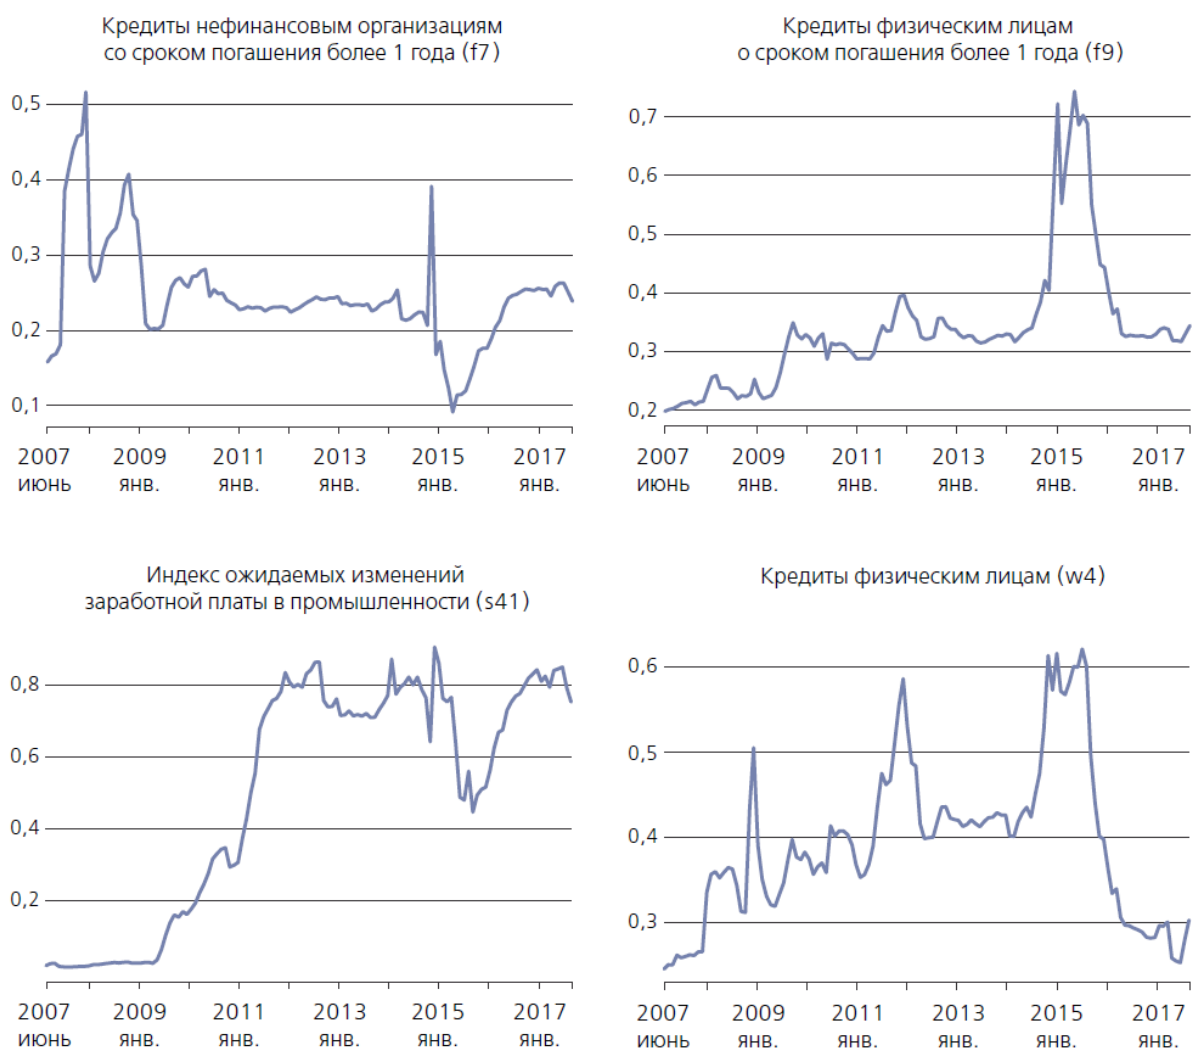 Кредиты нефинансовым организациям
со сроком погашения более 1 года (f7)
0,5
0,4
0,3
0,2
0,1
2007 2009 2011 2013 2015 2017
июнь янв. янв. янв. янв. янв.
Кредиты физическим лицам
о сроком погашения более 1 года (f9)
0,7
0,6
0,5
0,4
0,3
0,2
2007 2009 2011 2013 2015 2017
июнь янв. янв. янв. янв. янв.
Индекс ожидаемых изменений
заработной платы в промышленности (s41)
0,8
0,6
0,4
0,2
2007 2009 2011 2013 2015 2017
июнь янв. янв. янв. янв. янв.
Кредиты физическим лицам (w4)
0,6
0,5
0,4
0,3
2007 2009 2011 2013 2015 2017
июнь янв. янв. янв. янв. янв.